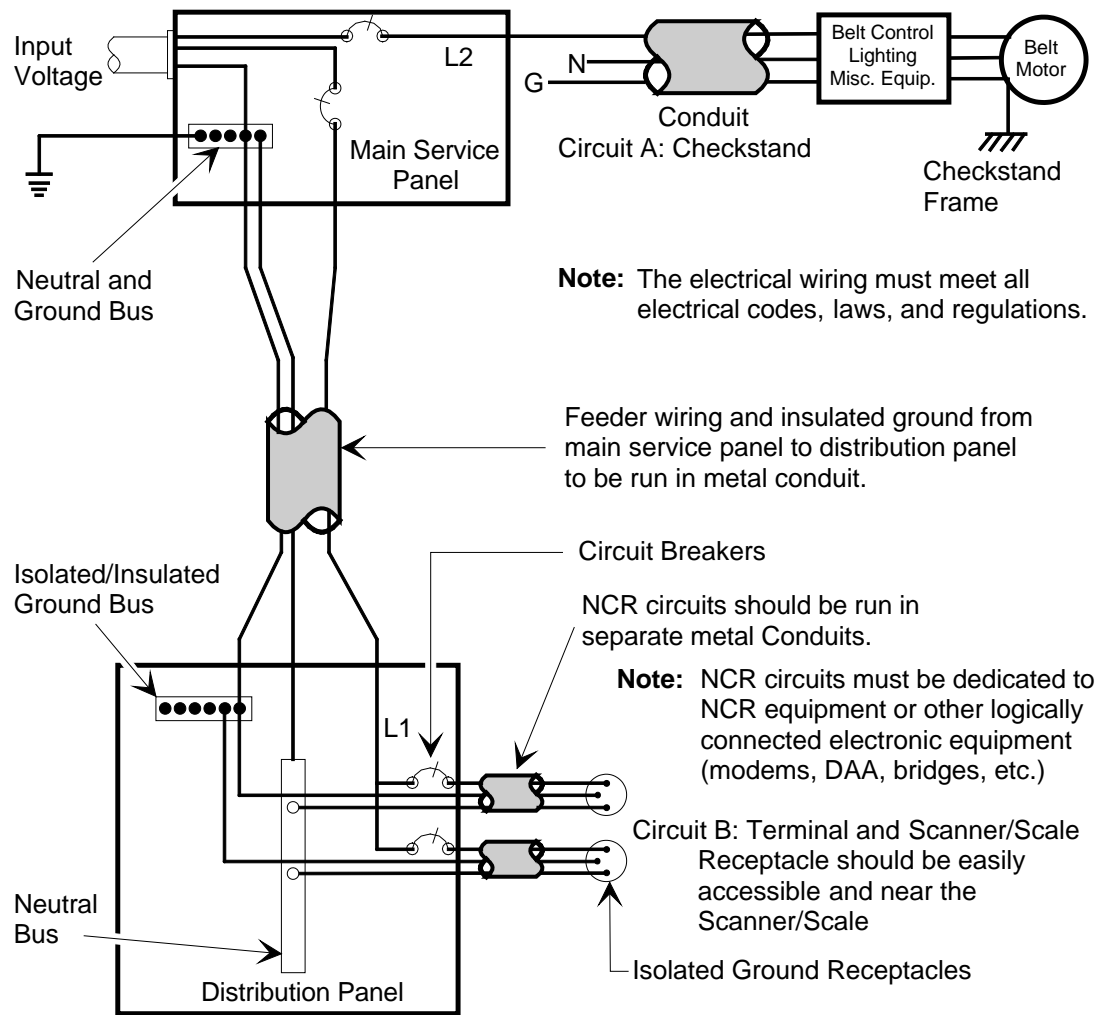 Input
Voltage
L2
N
G
Belt Control
Lighting
Misc. Equip.
Belt
Motor
Conduit
Circuit A: Checkstand
Checkstand
Frame
Main Service
Panel
Neutral and
Ground Bus
Note: The electrical wiring must meet all
electrical codes, laws, and regulations.
Feeder wiring and insulated ground from
main service panel to distribution panel
to be run in metal conduit.
Circuit Breakers
Isolated/Insulated
Ground Bus
NCR circuits should be run in
separate metal Conduits.
Note: NCR circuits must be dedicated to
NCR equipment or other logically
connected electronic equipment
(modems, DAA, bridges, etc.)
L1
Circuit B: Terminal and Scanner/Scale
Receptacle should be easily
accessible and near the
Scanner/Scale
Neutral
Bus
Isolated Ground Receptacles
Distribution Panel